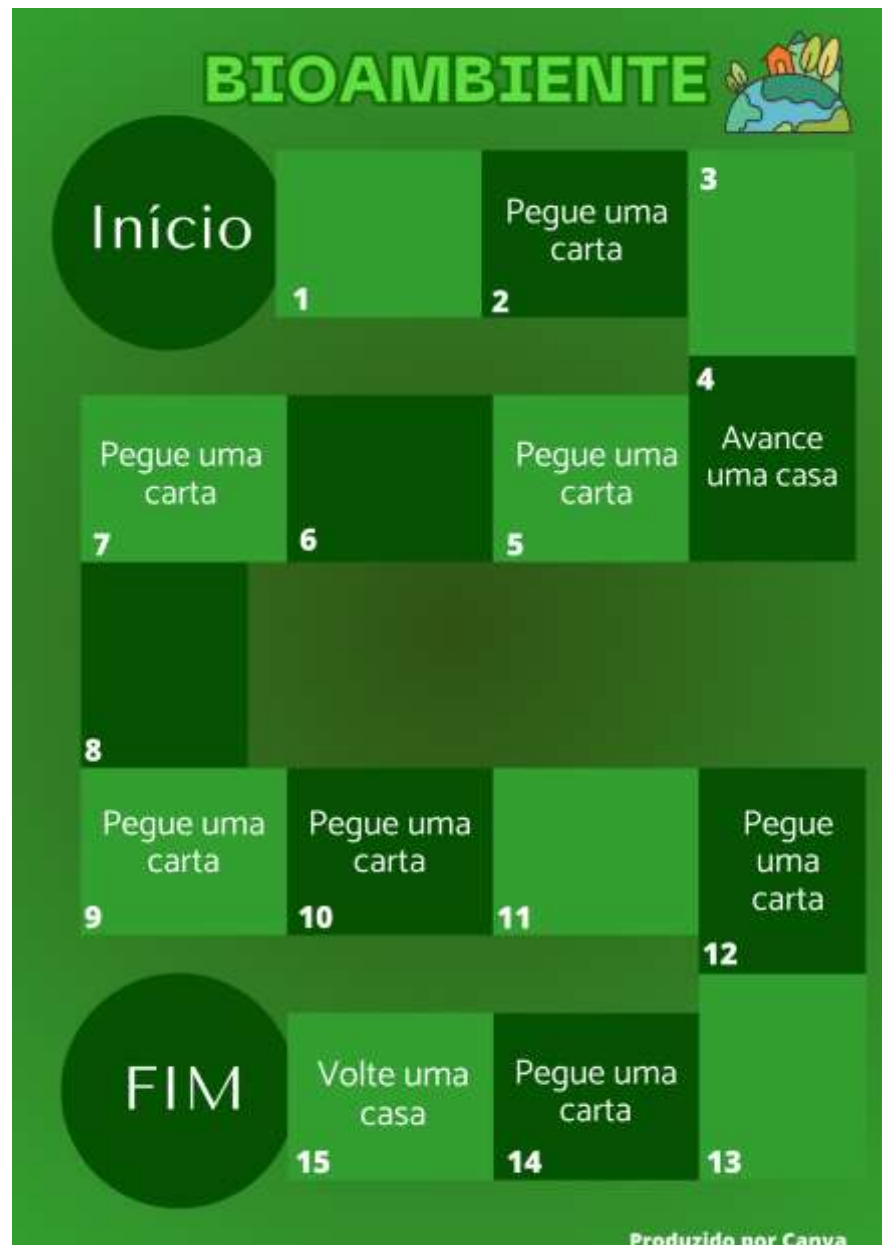 BIOAMBIENTE
Início
1
Pegue uma
carta
2
3
4
Avance
uma casa
Pegue uma
carta
5
6
Pegue uma
carta
7
8
Pegue uma
carta
9
Pegue uma
carta
10
11
Pegue
uma
carta
12
13
Pegue uma
carta
14
Volte uma
casa
15
FIM
Produzido por Canva